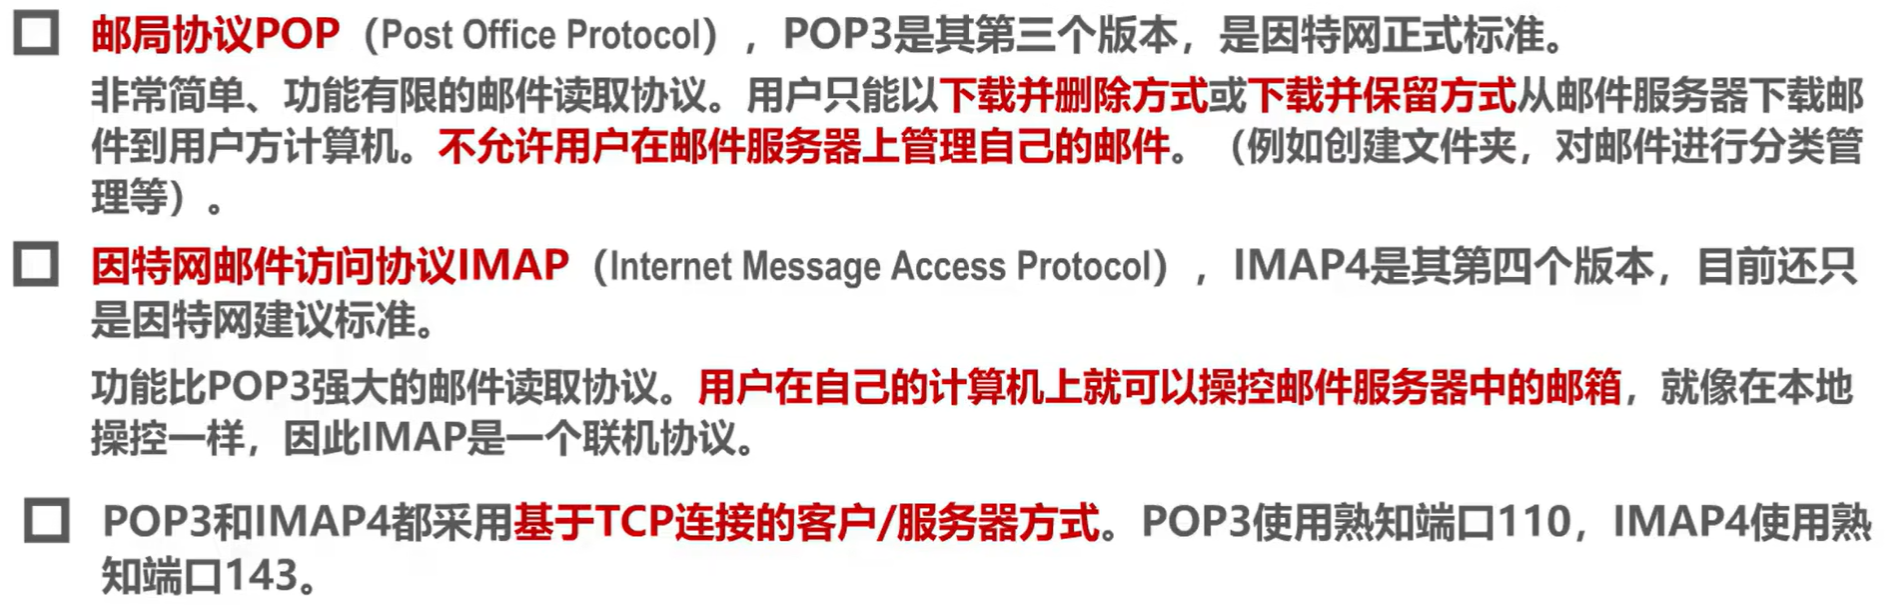 邮局协议POP（Post Office Protocol），POP3是其第三个版本，是因特网正式标准。
非常简单、功能有限的邮件读取协议。用户只能以下载并删除方式或下载并保留方式从邮件服务器下载邮
件到用户方计算机。不允许用户在邮件服务器上管理自己的邮件。（例如创建文件夹，对邮件进行分类管
理等）。
因特网邮件访问协议IMAP（Internet Message Access Protocol），IMAP4是其第四个版本，目前还只
是因特网建议标准。
功能比POP3强大的邮件读取协议。用户在自己的计算机上就可以操控邮件服务器中的邮箱，就像在本地
操控一样，因此IMAP是一个联机协议。
POP3和IMAP4都采用基于TCP连接的客户/服务器方式。POP3使用熟知端口110，IMAP4使用熟
知端口143。